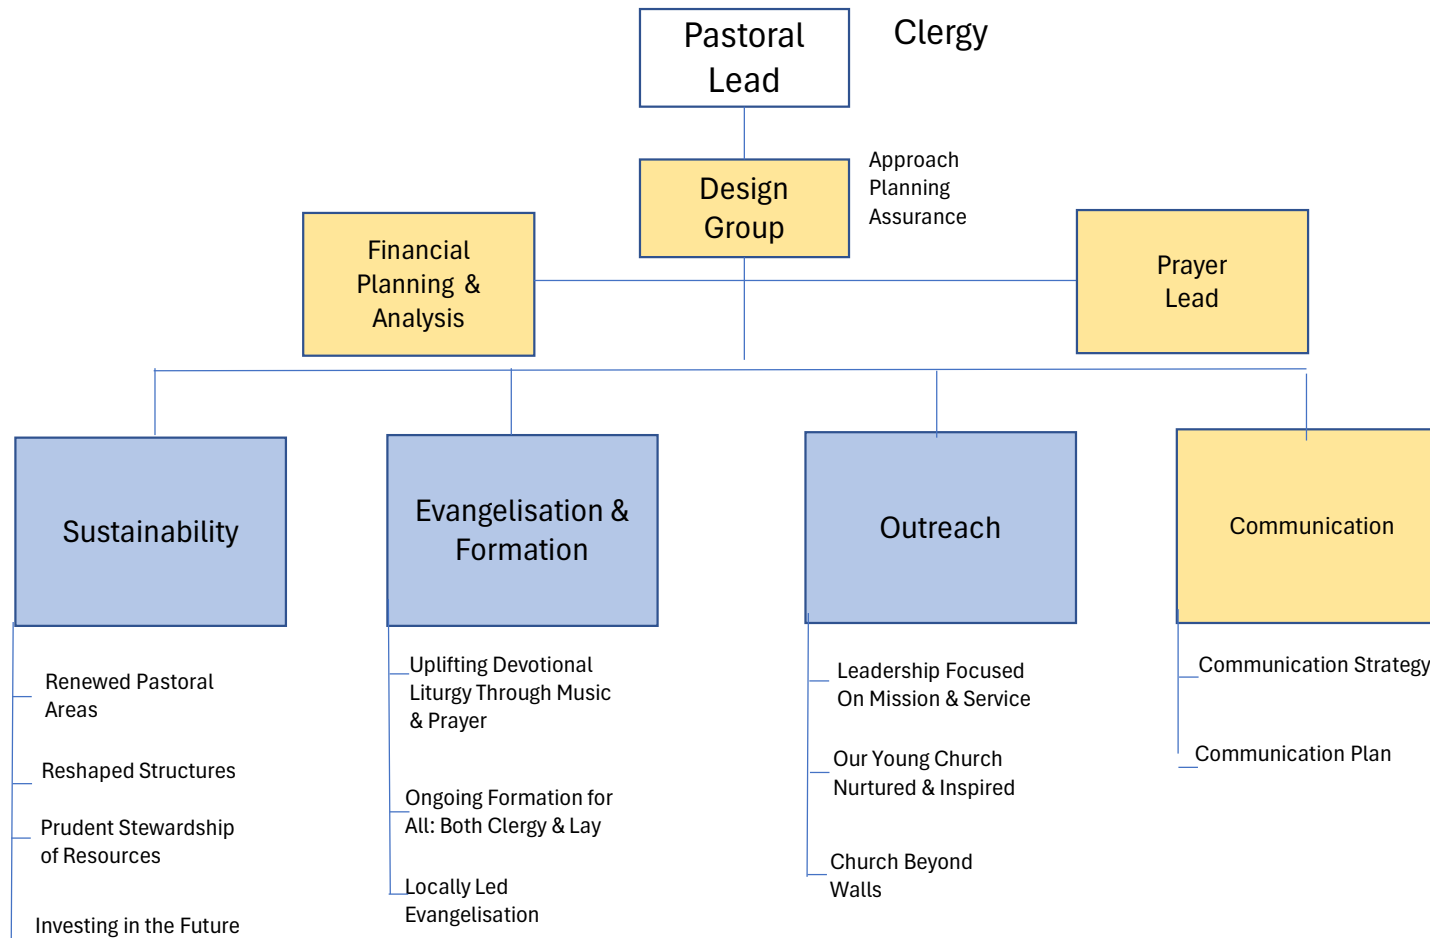 Pastoral
Lead
Clergy
Design
Group
Approach
Planning
Assurance
Financial
Planning & 
Analysis
Prayer
Lead
Sustainability
Evangelisation &
Formation
Outreach
Communication
Renewed Pastoral
Areas
Reshaped Structures
Prudent Stewardship
of Resources
Investing in the Future
Uplifting Devotional
Liturgy Through Music
& Prayer
Ongoing Formation for
All: Both Clergy & Lay
Locally Led
Evangelisation
Leadership Focused
On Mission & Service
Our Young Church
Nurtured & Inspired
Church Beyond
Walls
Communication Strategy
Communication Plan